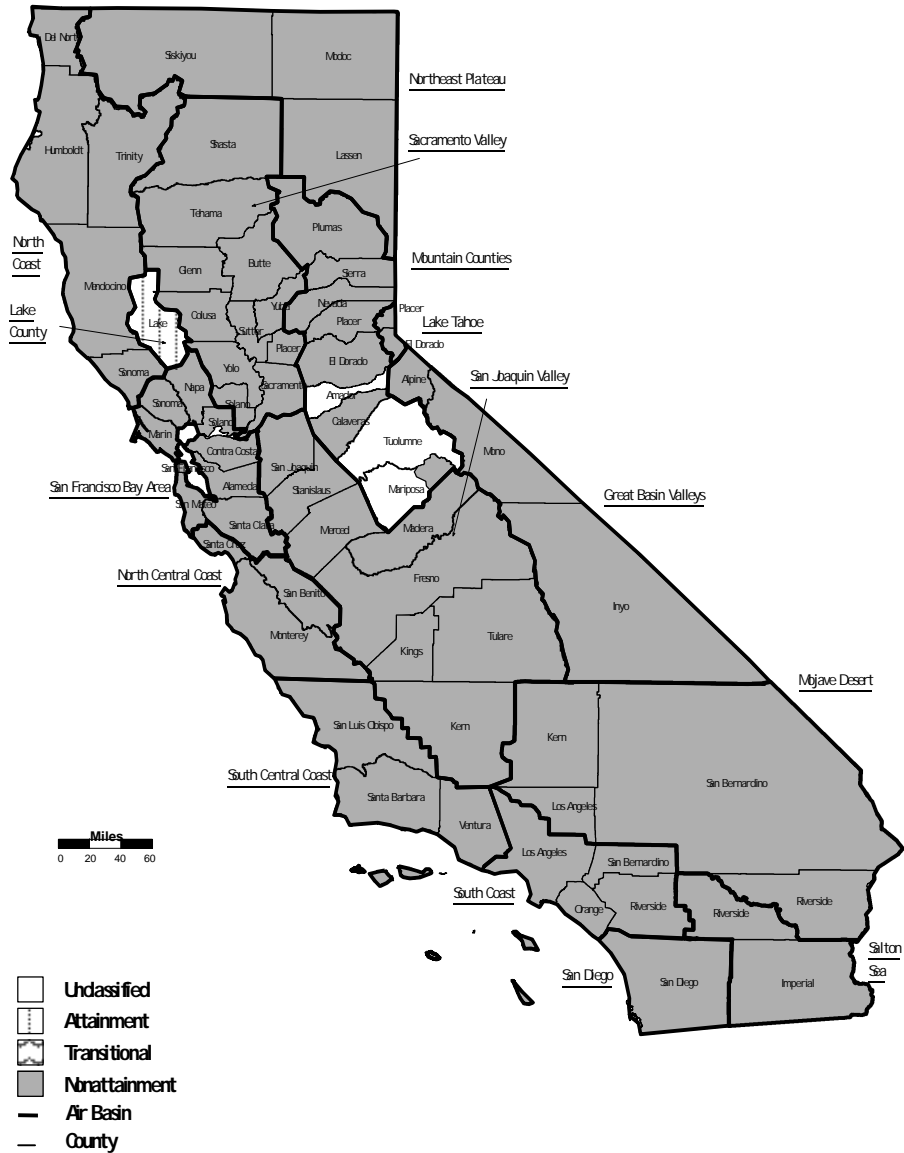 Del Nort
Siskiyou
Modoc
Northeast Plateau
Sacramento Valley
Humboldt
Trinity
Shasta
Lassen
Tehama
Plumas
North
Coast
Mountain Counties
Glenn
Butte
Sierra
Mendocino
Lake
County
Lake
Colusa
Yuba
Nevada
Placer
Placer
Sutter
Lake Tahoe
Placer
El Dorado
Sonoma
Yolo
El Dorado
San Joaquin Valley
Napa
Sacramento
Alpine
Sonoma
Solano
Amador
Solano
Calaveras
Marin
Tuolumne
Contra Costa
Mono
San Francisco
San Joaquin
San Francisco Bay Area
Alameda
Stanislaus
Mariposa
Great Basin Valleys
San Mateo
Santa Clara
Merced
Madera
Santa Cruz
North Central Coast
Fresno
San Benito
Inyo
Monterey
Kings
Tulare
Mojave Desert
San Luis Obispo
Kern
Kern
South Central Coast
Santa Barbara
San Bernardino
Los Angeles
Ventura
Miles
0 20 40 60
Los Angeles
San Bernardino
South Coast
Orange
Riverside
Riverside
Riverside
Salton
Sea
San Diego
San Diego
Imperial
Unclassified
Attainment
Transitional
Nonattainment
Air Basin
County